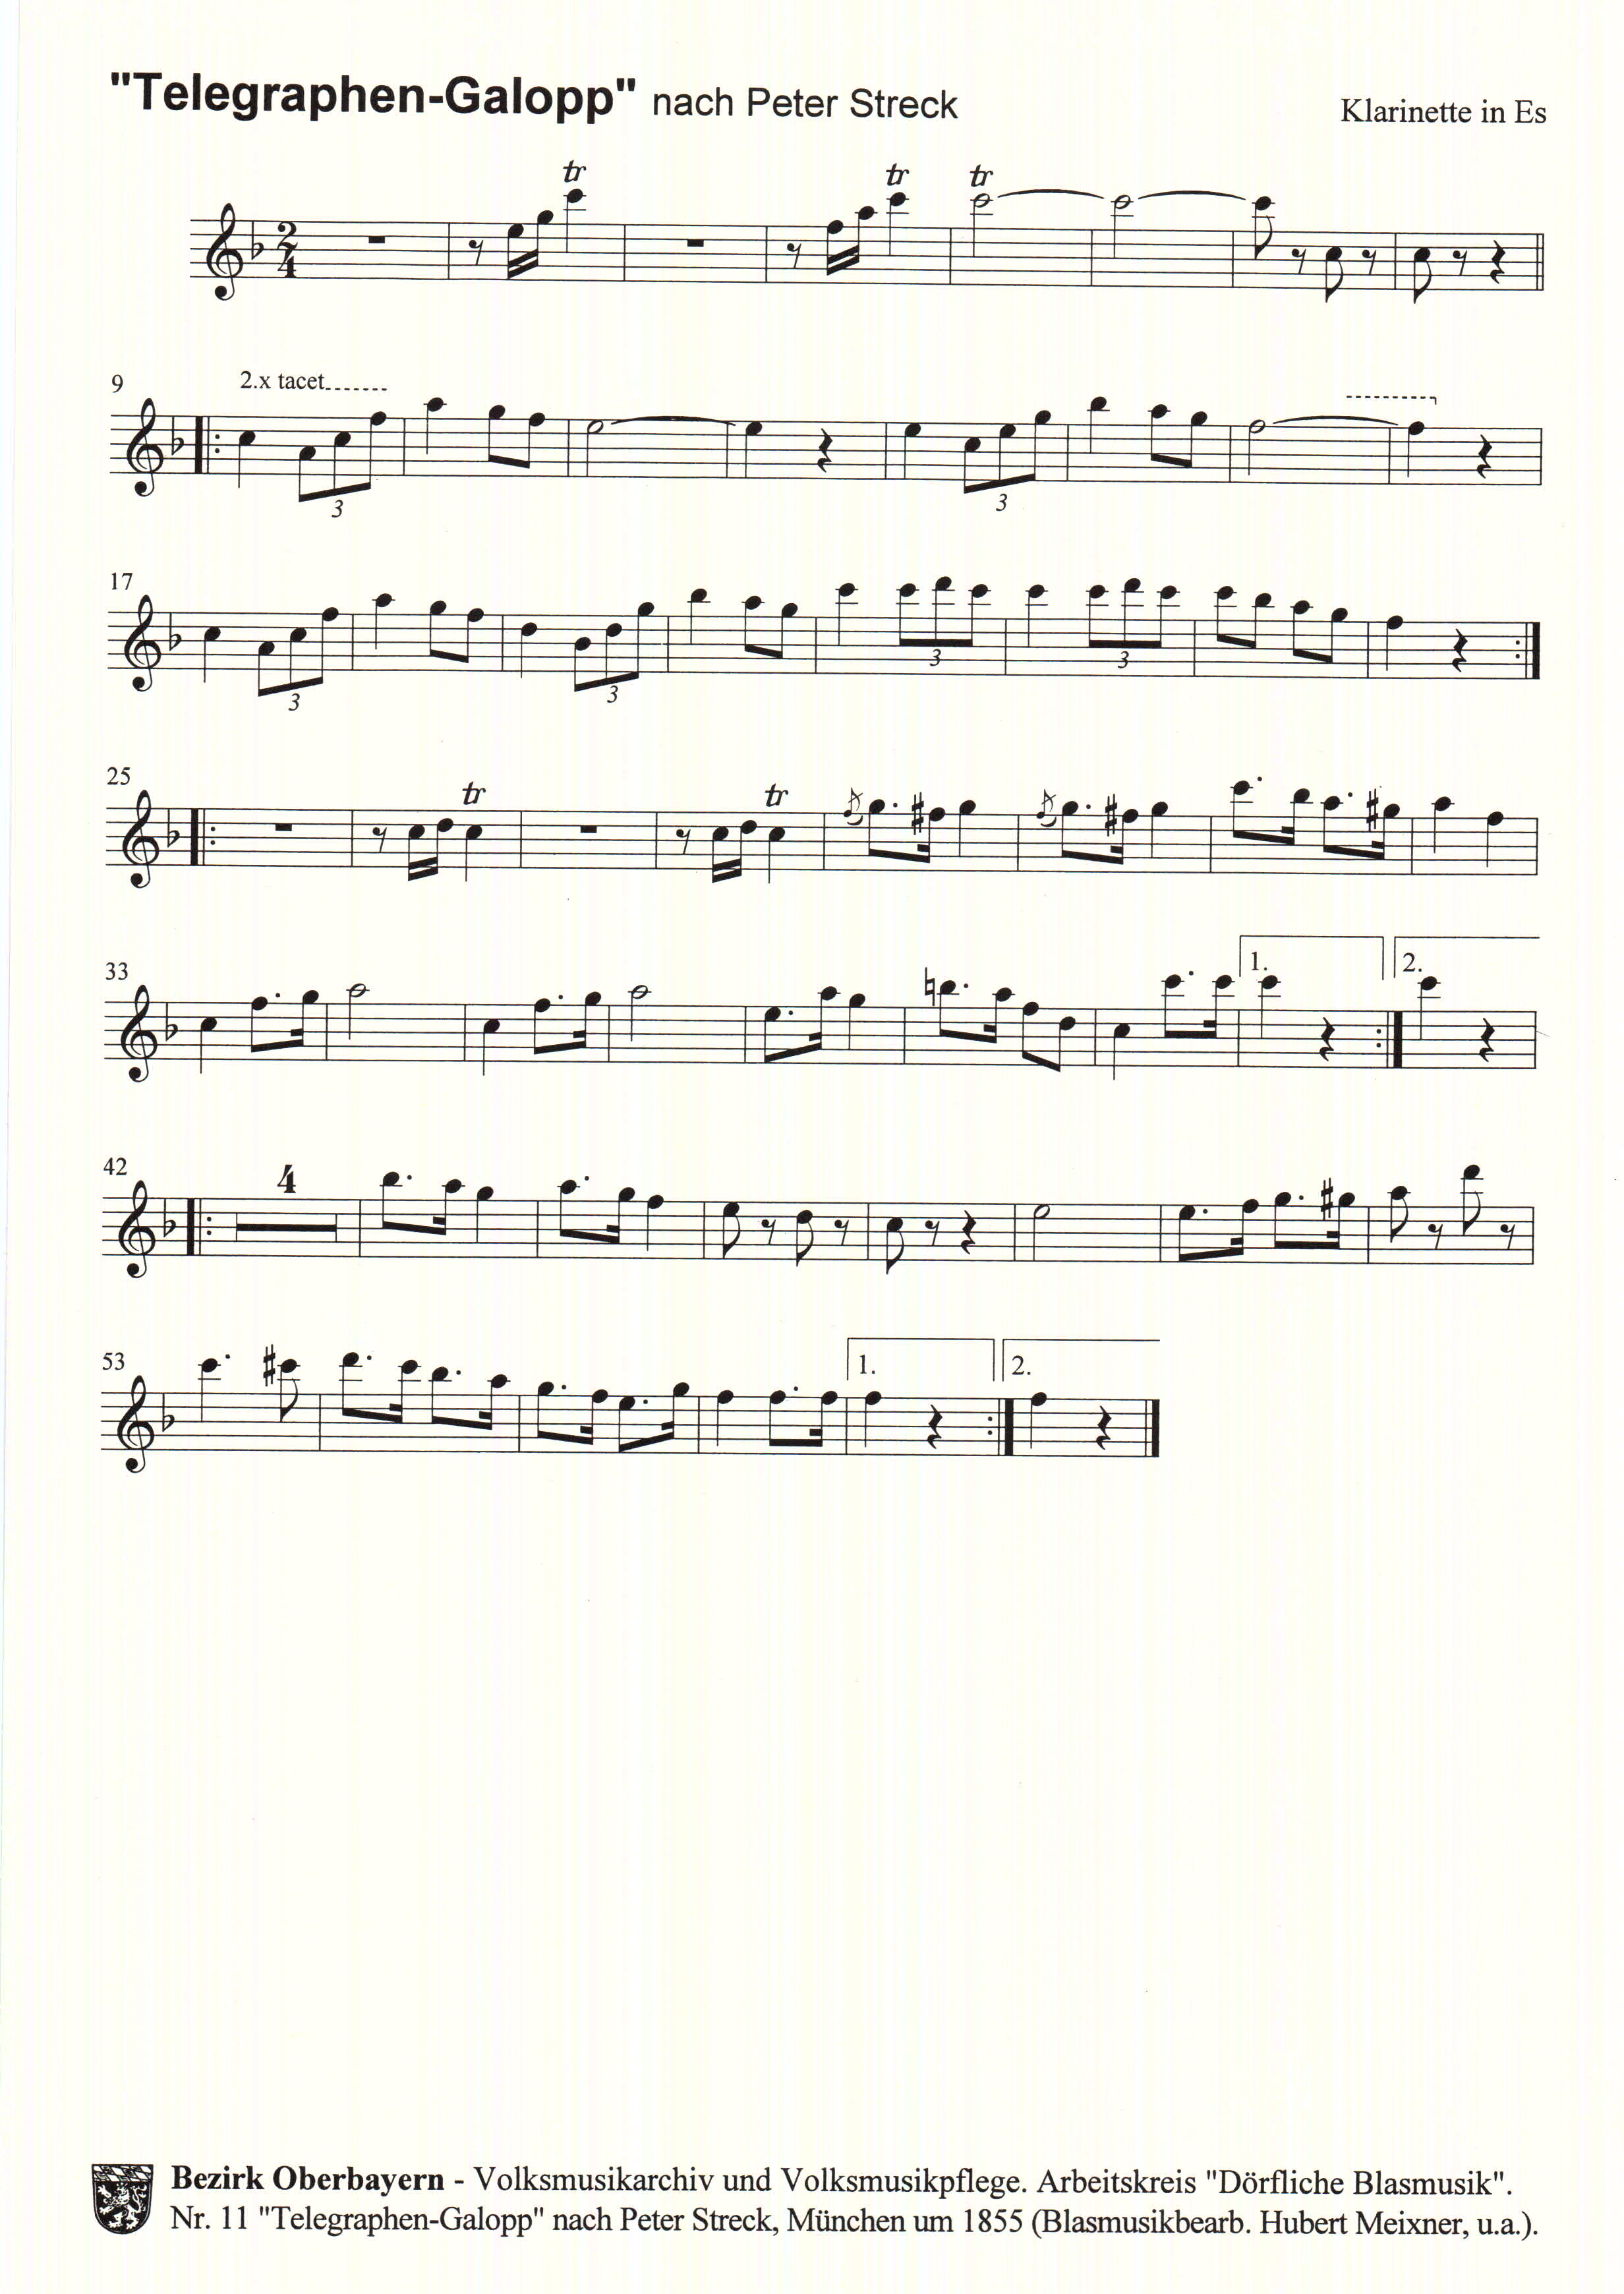 "Telegraphen-Galopp" nach Peter Streck
Klarinette in Es
tr tr tr
2
4
9
2.x tacet
3 3
17
3 3 3 3
25
tr tr
33
1. 2.
42
4
53
1. 2.
Bezirk Oberbayern - Volksmusikarchiv und Volksmusikpflege. Arbeitskreis "Dörfliche Blasmusik".
Nr. 11 "Telegraphen-Galopp" nach Peter Streck, München um 1855 (Blasmusikbearb. Hubert Meixner, u.a.).